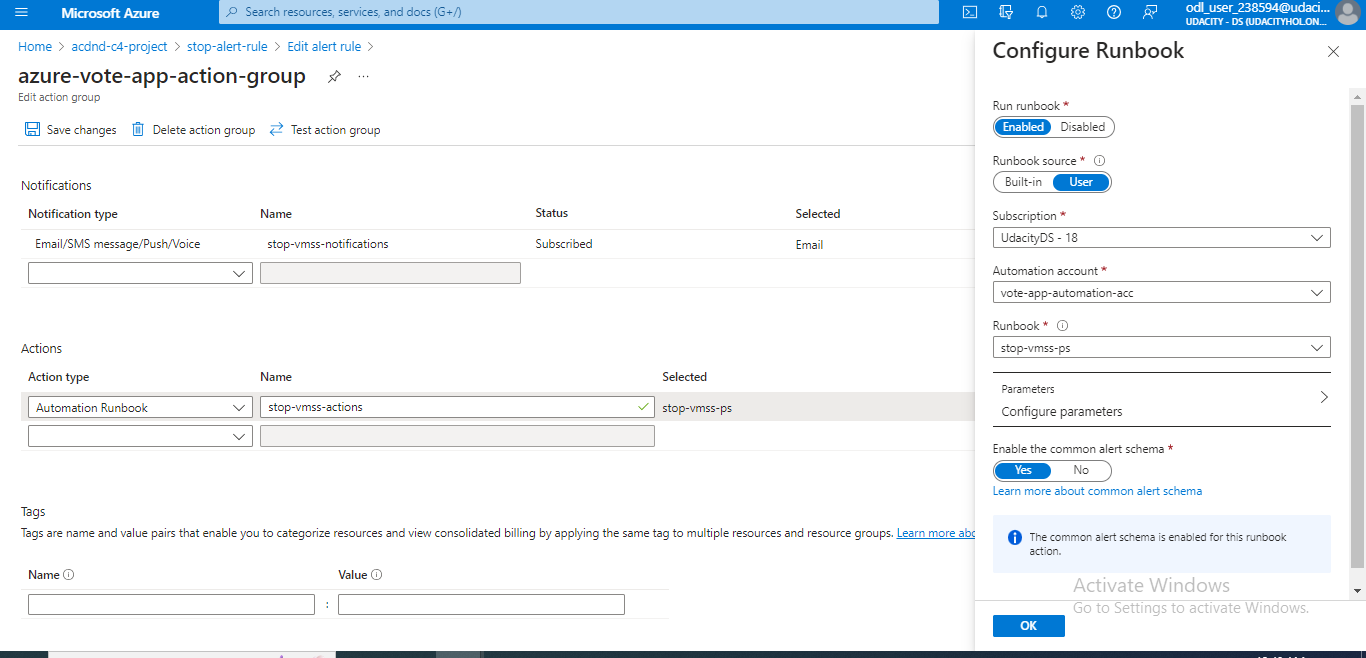 Microsoft Azure
Search resources, services, and docs (G+/)
odl_user_238594@udaci...
UDACITY - DS (UDACITYHOLON...
Home > acdnd-c4-project > stop-alert-rule > Edit alert rule >
azure-vote-app-action-group ...
Edit action group
Save changes Delete action group Test action group
Notifications
Notification type Name Status Selected
Email/SMS message/Push/Voice stop-vmss-notifications Subscribed Email
Actions
Action type Name Selected
Automation Runbook stop-vmss-actions stop-vmss-ps
Tags
Tags are name and value pairs that enable you to categorize resources and view consolidated billing by applying the same tag to multiple resources and resource groups. Learn more abo
Name Value
:
Configure Runbook
Run runbook *
Enabled Disabled
Runbook source *
Built-in User
Subscription *
UdacityDS - 18
Automation account *
vote-app-automation-acc
Runbook *
stop-vmss-ps
Parameters
Configure parameters
Enable the common alert schema *
Yes No
Learn more about common alert schema
The common alert schema is enabled for this runbook
action.
Activate Windows
Go to Settings to activate Windows.
OK